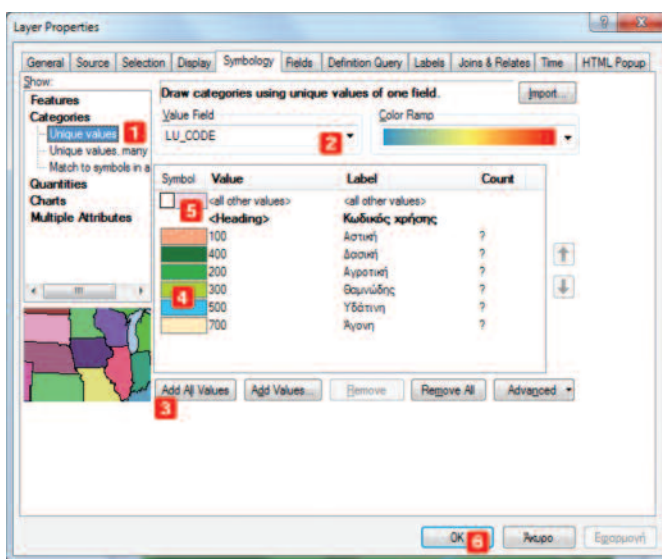 Layer Properties
General Source Selection Display Symbology Fields Definition Query Labels Joins & Relates Time HTML Popup
Show:
Features
Categories
Unique values
Unique values, many
Match to symbols in a
Quantities
Charts
Multiple Attributes
1
Draw categories using unique values of one field.
Import...
Value Field
LU_CODE
2
Color Ramp
Symbol Value Label Count
<all other values> <all other values>
5
<Heading> Κωδικός χρήσης
100 Αστική ?
400 Δασική ?
200 Αγροτική ?
300 Θαμνώδης ?
4
500 Υδάτινη ?
700 Άγονη ?
Add All Values Add Values... Remove Remove All Advanced
3
OK Άκυρο Εφαρμογή
6